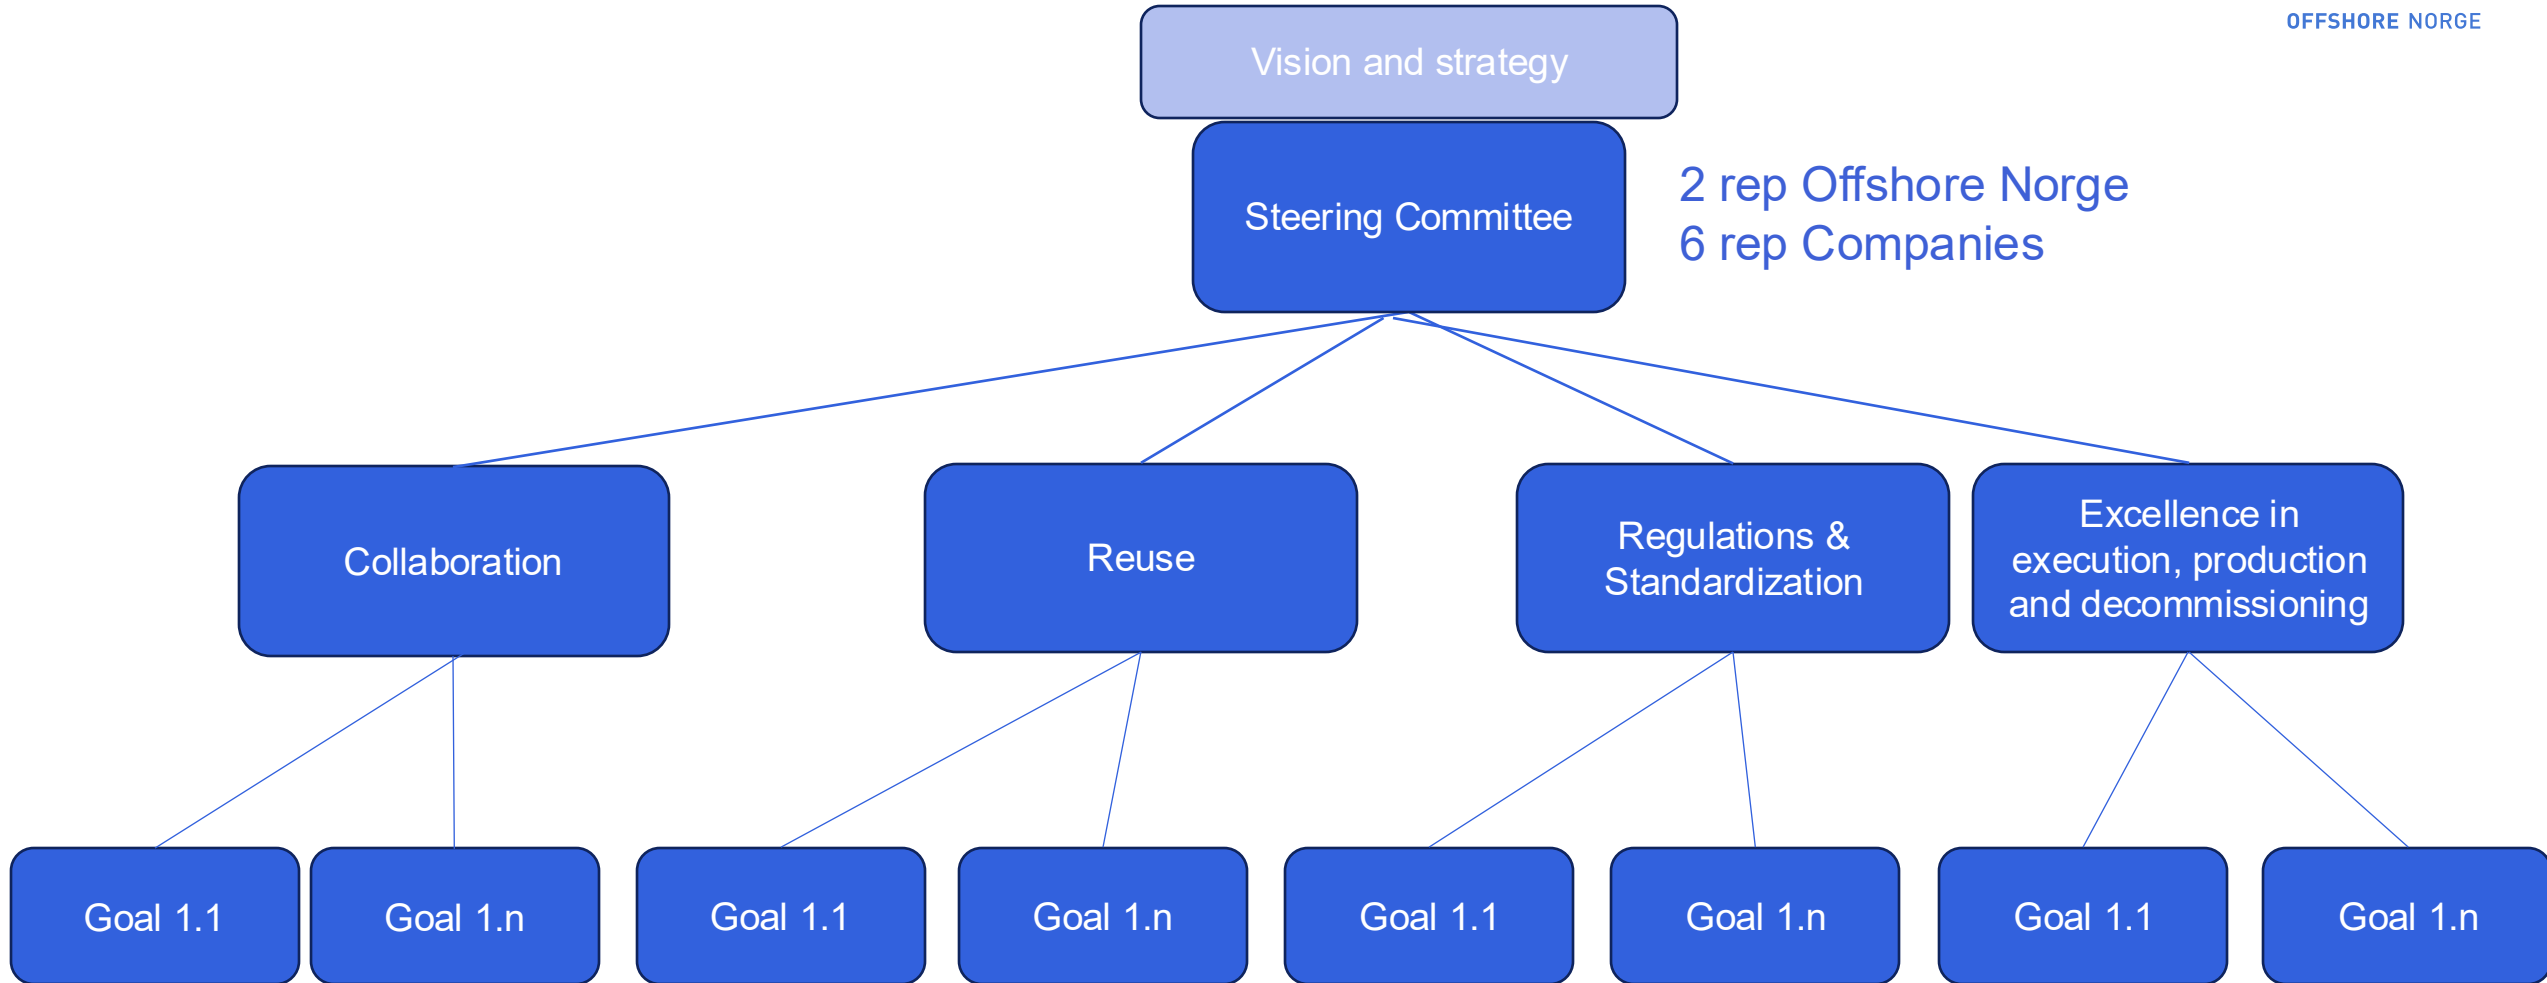 OFFSHORE NORGE
Vision and strategy
Steering Committee
2 rep Offshore Norge
6 rep Companies
Collaboration
Reuse
Regulations &
Standardization
Excellence in
execution, production
and decommissioning
Goal 1.1
Goal 1.n
Goal 1.1
Goal 1.n
Goal 1.1
Goal 1.n
Goal 1.1
Goal 1.n